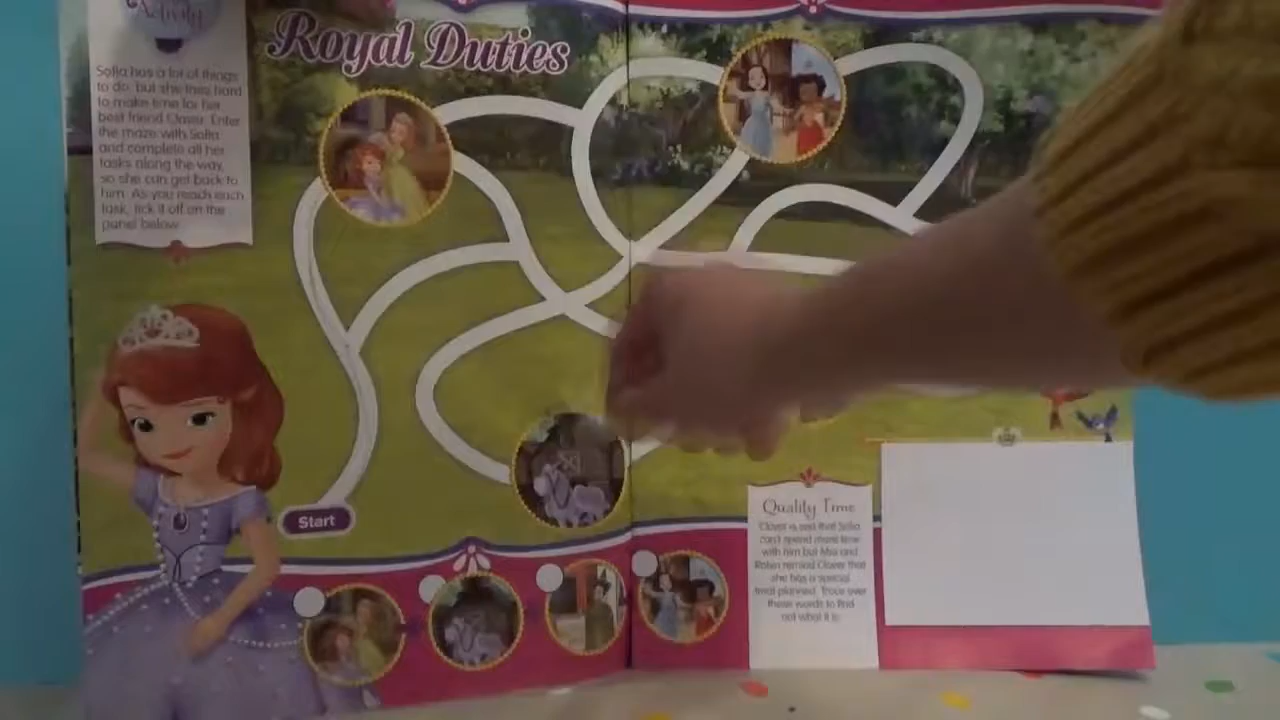 Activity
Royal Duties
Sofia has a lot of things
to do, but she tries hard
to make time for her
best friend Clover. Enter
the maze with Sofia
and complete all her
tasks along the way,
so she can get back to
him. As you reach each
task, tick it off on the
panel below.
Start
Quality Time
Clover is sad that Sofia
can't spend more time
with him but Mia and
Robin remind Clover that
she has a special
treat planned. Trace over
these words to find
out what it is.